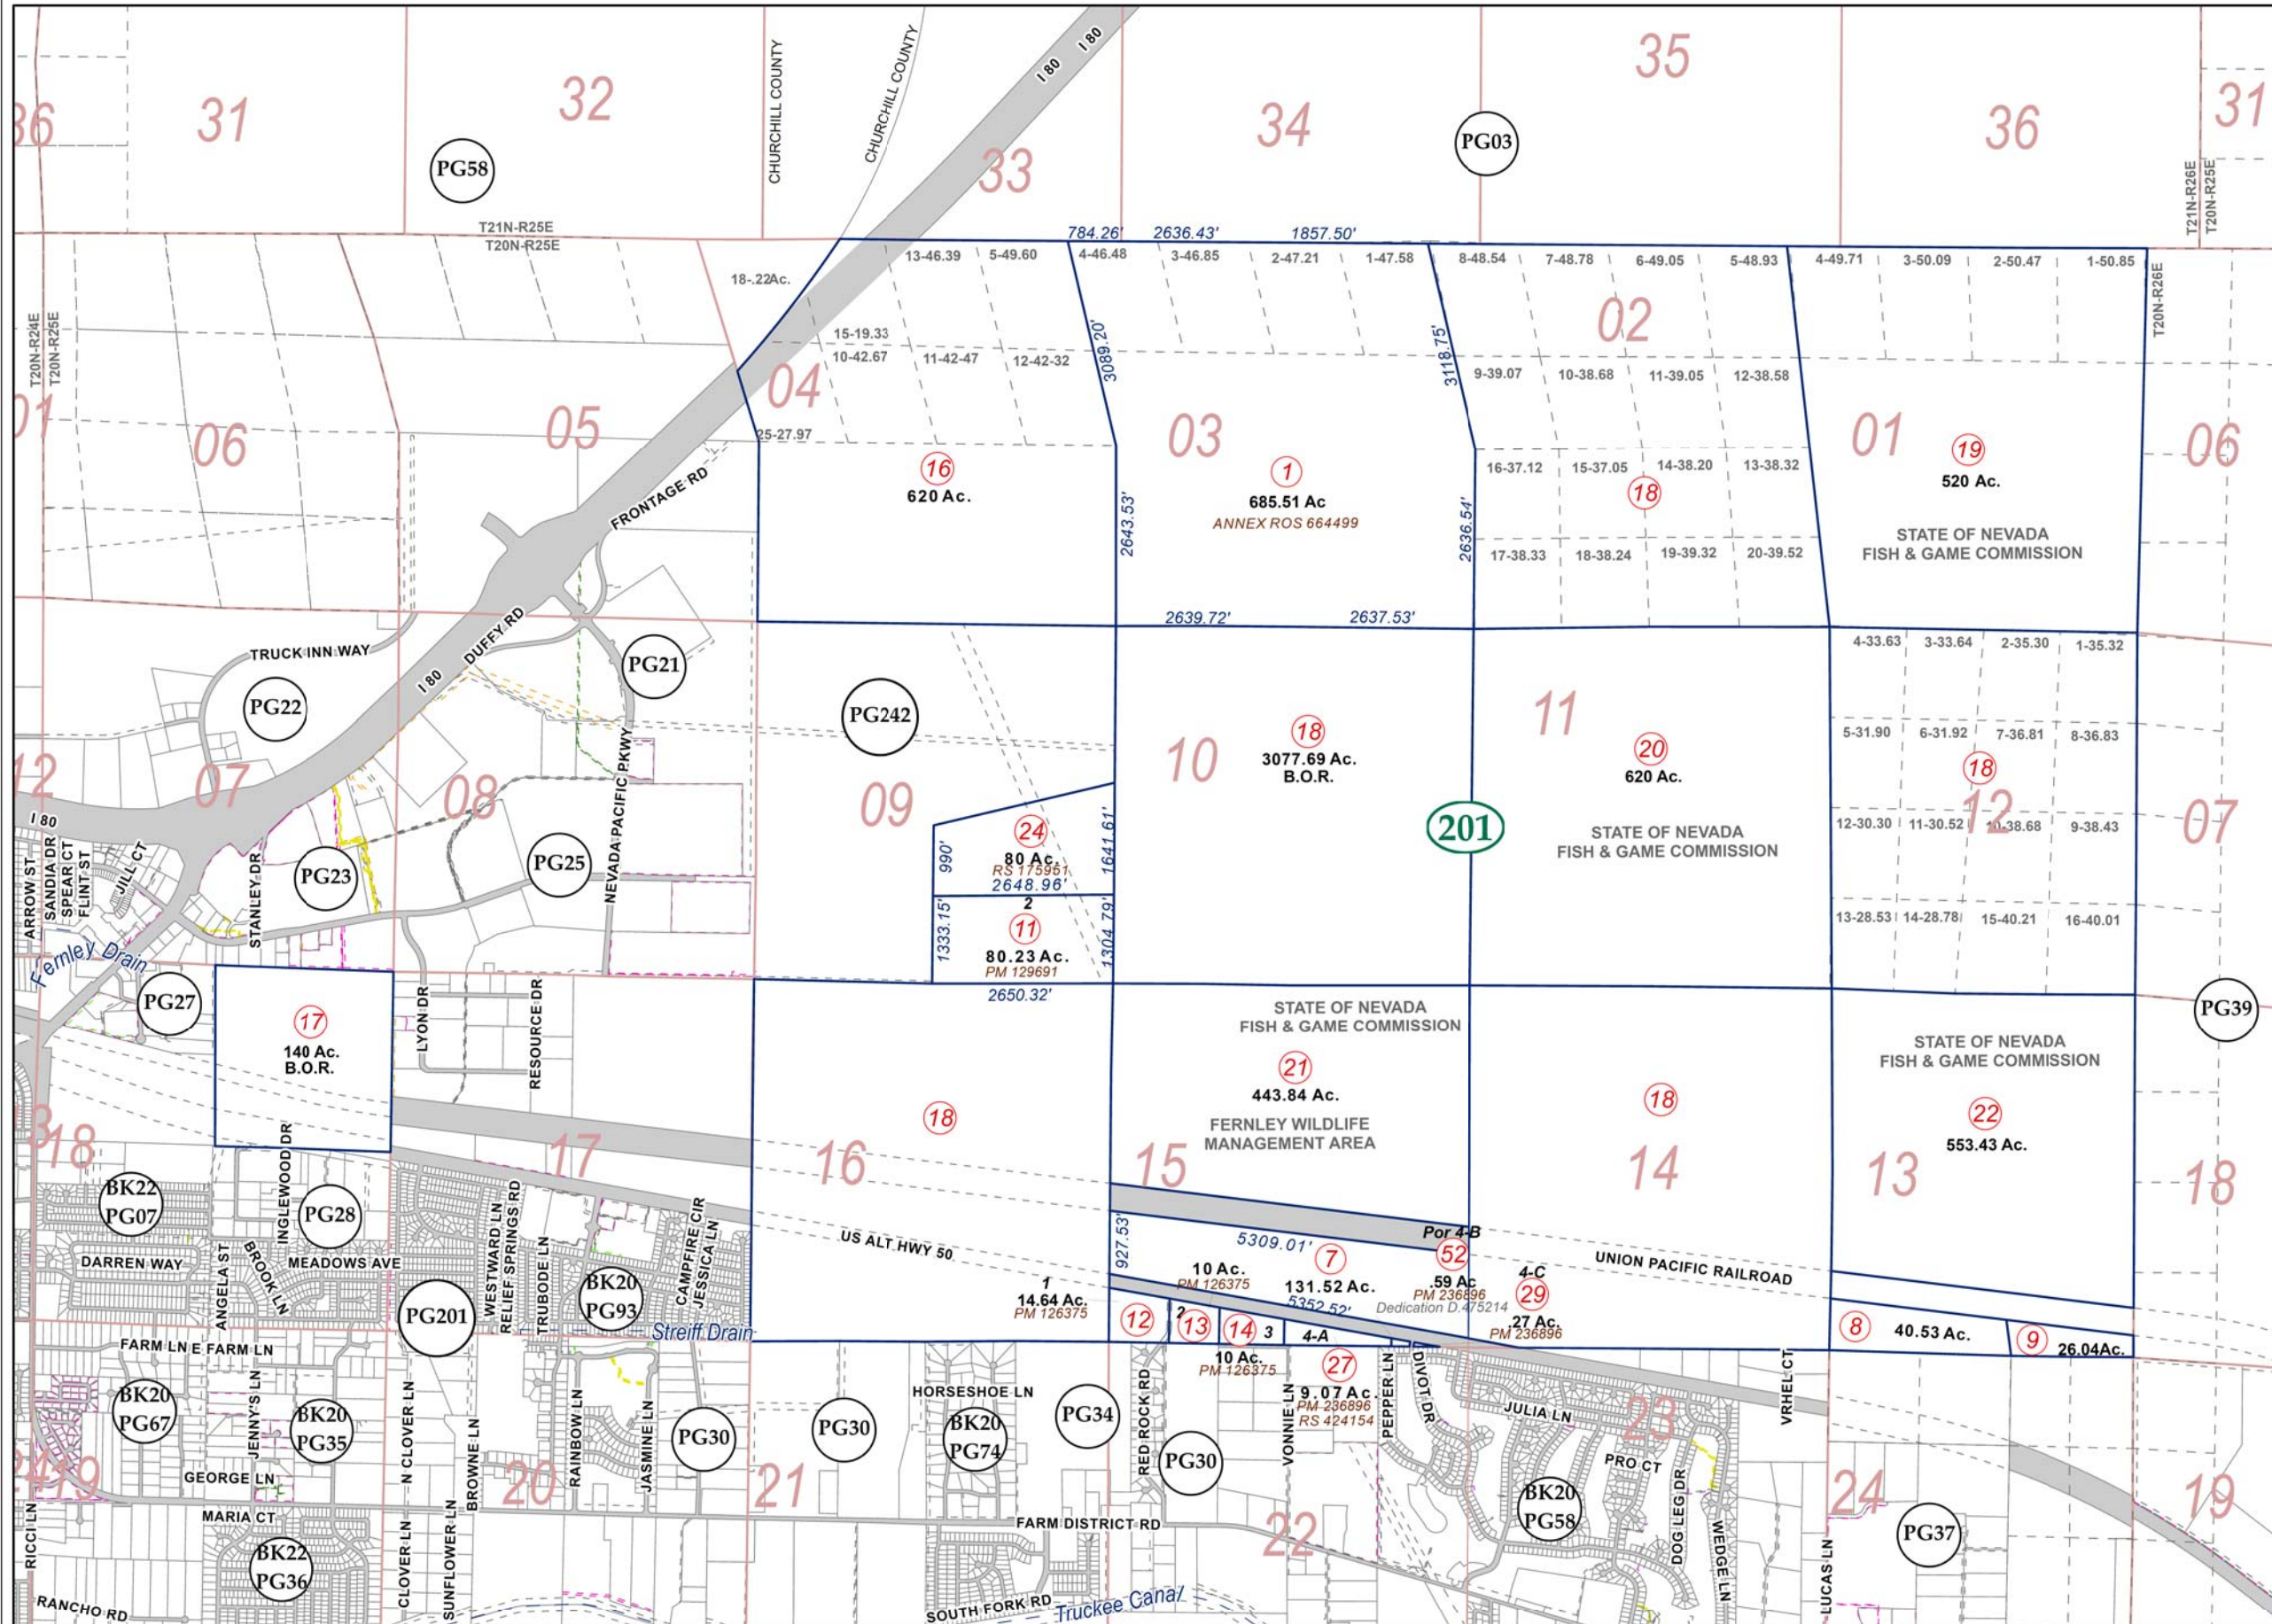 I 80
I 80
CHURCHILL COUNTY
CHURCHILL COUNTY
35
32
31
36
31
34
36
33
PG03
PG58
T21N-R26E
T20N-R25E
T21N-R25E
T20N-R25E
784.26'
2636.43'
1857.50'
13-46.39
5-49.60
4-46.48
3-46.85
2-47.21
1-47.58
8-48.54
7-48.78
6-49.05
5-48.93
4-49.71
3-50.09
2-50.47
1-50.85
T20N-R26E
18-.22Ac.
T20N-R24E
T20N-R25E
15-19.33
10-42.67
11-42-47
12-42-32
3089.20'
3118.75'
02
9-39.07
10-38.68
11-39.05
12-38.58
04
01
06
05
25-27.97
03
01
06
16
620 Ac.
1
685.51 Ac
ANNEX ROS 664499
16-37.12
15-37.05
14-38.20
13-38.32
18
19
520 Ac.
STATE OF NEVADA
FISH & GAME COMMISSION
FRONTAGE RD
2643.53'
2636.54'
17-38.33
18-38.24
19-39.32
20-39.52
2639.72'
2637.53'
DUFFY RD
TRUCK INN WAY
I 80
PG21
PG22
PG242
4-33.63
3-33.64
2-35.30
1-35.32
11
10
18
3077.69 Ac.
B.O.R.
20
620 Ac.
STATE OF NEVADA
FISH & GAME COMMISSION
5-31.90
6-31.92
7-36.81
8-36.83
18
12
12-30.30
11-30.52
10-38.68
9-38.43
07
201
12
07
08
09
NEVADA PACIFIC PKWY
I 80
ARROW ST
SANDIA DR
SPEAR CT
FLINT ST
JILL CT
STANLEY DR
PG23
PG25
24
80 Ac.
RS 175951
2648.96'
990'
1641.61'
2
11
80.23 Ac.
PM 129691
1333.15'
1304.79'
2650.32'
13-28.53
14-28.78
15-40.21
16-40.01
Fernley Drain
PG27
17
140 Ac.
B.O.R.
LYON DR
RESOURCE DR
PG39
STATE OF NEVADA
FISH & GAME COMMISSION
21
443.84 Ac.
FERNLEY WILDLIFE
MANAGEMENT AREA
STATE OF NEVADA
FISH & GAME COMMISSION
22
553.43 Ac.
18
18
13
18
17
16
15
14
13
18
BK22
PG07
INGLEWOOD DR
PG28
WESTWARD LN
RELIEF SPRINGS RD
TRUBODE LN
CAMPFIRE CIR
JESSICA LN
US ALT HWY 50
927.53'
5309.01'
Por 4-B
52
.59 Ac
PM 236896
Dedication D.475214
UNION PACIFIC RAILROAD
DARREN WAY
ANGELA ST
BROOK LN
MEADOWS AVE
PG201
BK20
PG93
1
14.64 Ac.
PM 126375
10 Ac.
PM 126375
7
131.52 Ac.
5352.52'
4-C
29
.27 Ac.
PM 236896
Streiff Drain
12
2
13
14
3
4-A
8
40.53 Ac.
9
26.04Ac.
FARM LN E FARM LN
10 Ac.
PM 126375
27
9.07 Ac.
PM 236896
RS 424154
BK20
PG67
JENNY'S LN
BK20
PG35
N CLOVER LN
BROWNE LN
RAINBOW LN
JASMINE LN
PG30
PG30
HORSESHOE LN
BK20
PG74
PG34
RED ROCK RD
PG30
VONNIE LN
PEPPER LN
DIVOT DR
JULIA LN
23
VRHEL CT
PRO CT
DOG LEG DR
WEDGE LN
BK20
PG58
24
19
GEORGE LN
20
21
24
19
PG37
RICCI LN
MARIA CT
BK22
PG36
CLOVER LN
SUNFLOWER LN
FARM DISTRICT RD
22
LUCAS LN
RANCHO RD
SOUTH FORK RD
Truckee Canal